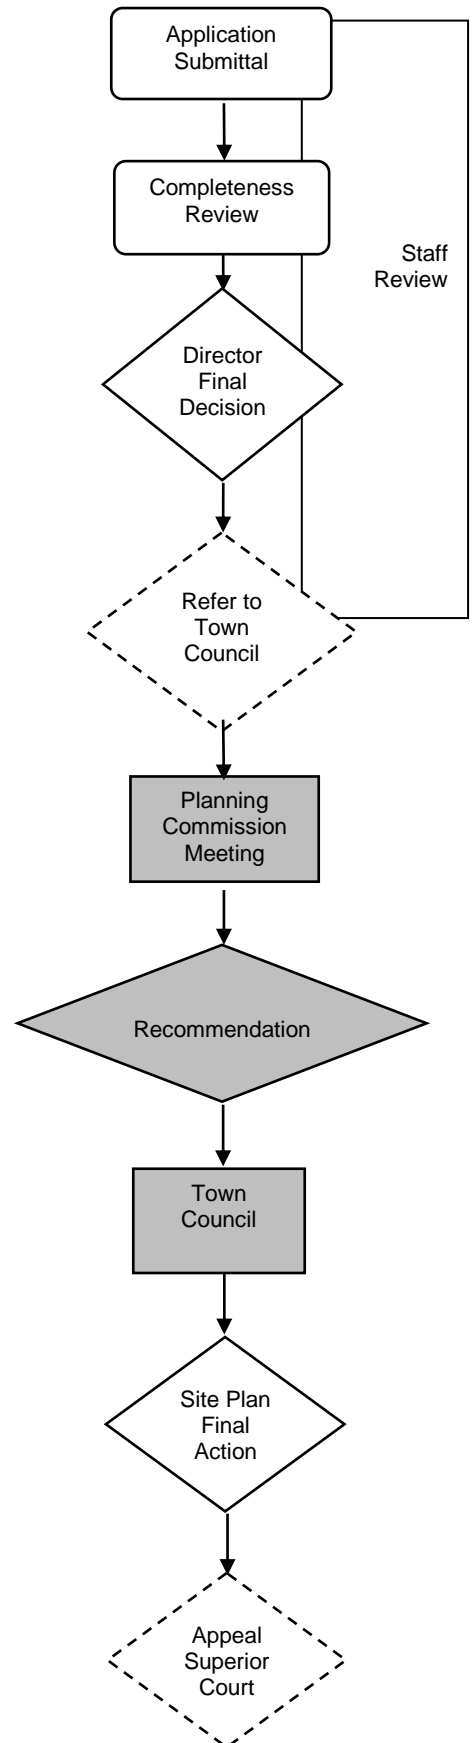 Application
Submittal
Completeness
Review
Staff
Review
Director
Final
Decision
Refer to
Town
Council
Planning
Commission
Meeting
Recommendation
Town
Council
Site Plan
Final
Action
Appeal
Superior
Court